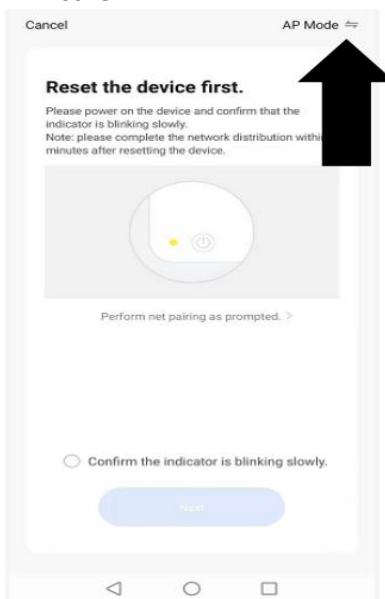 Cancel
AP Mode
Reset the device first.
Please power on the device and confirm that the
indicator is blinking slowly.
Note: please complete the network distribution
minutes after resetting the device.
Perform net pairing as prompted. >
Confirm the indicator is blinking slowly.
Next